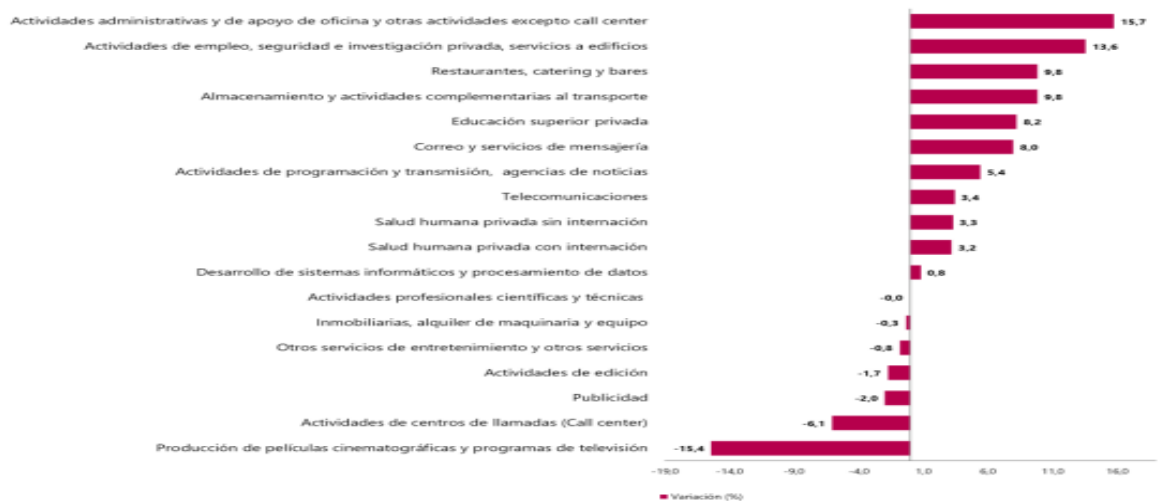 Actividades administrativas y de apoyo de oficina y otras actividades excepto call center 15,7
Actividades de empleo, seguridad e investigación privada, servicios a edificios 13,6
Restaurantes, catering y bares 9,8
Almacenamiento y actividades complementarias al transporte 9,8
Educación superior privada 8,2
Correo y servicios de mensajería 8,0
Actividades de programación y transmisión, agencias de noticias 5,4
Telecomunicaciones 3,4
Salud humana privada sin internación 3,3
Salud humana privada con internación 3,2
Desarrollo de sistemas informáticos y procesamiento de datos 0,8
Actividades profesionales científicas y técnicas -0,0
Inmobiliarias, alquiler de maquinaria y equipo -0,3
Otros servicios de entretenimiento y otros servicios -0,8
Actividades de edición -1,7
Publicidad -2,0
Actividades de centros de llamadas (Call center) -6,1
Producción de películas cinematográficas y programas de televisión -15,4
-19,0 -14,0 -9,0 -4,0 1,0 6,0 11,0 16,0
Variación (%)